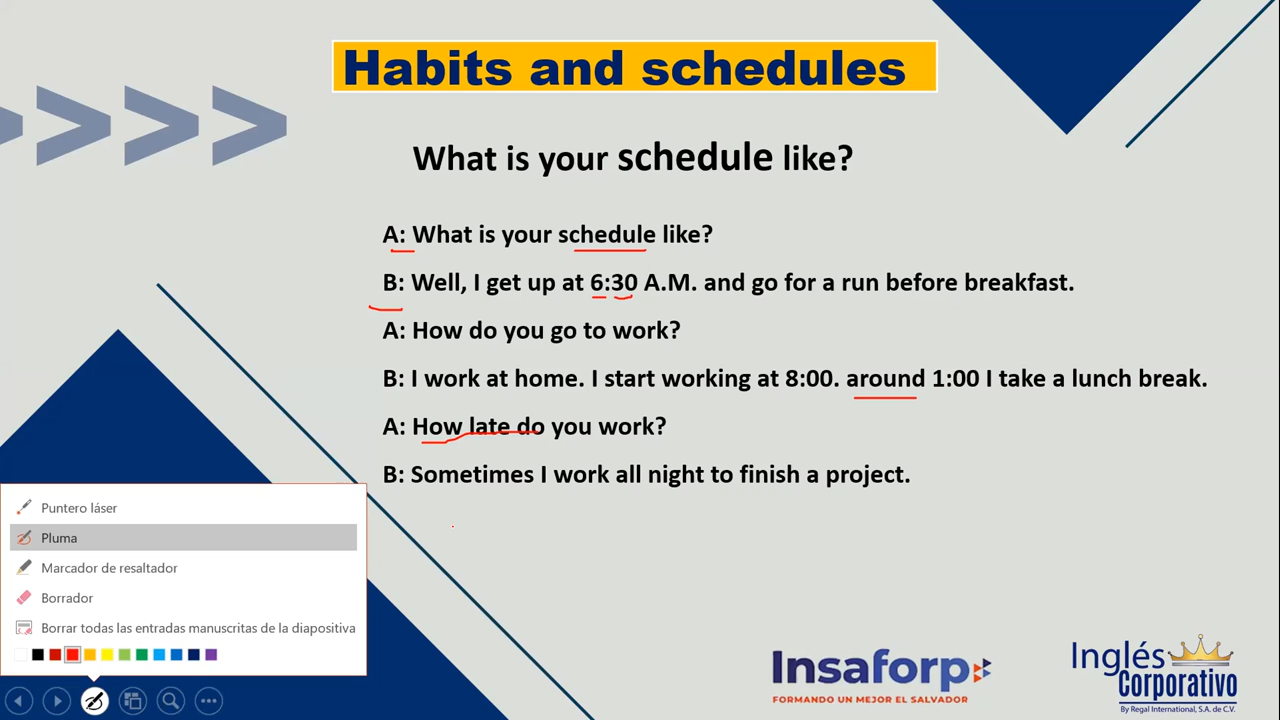 Habits and schedules
What is your schedule like?
A: What is your schedule like?
B: Well, I get up at 6:30 A.M. and go for a run before breakfast.
A: How do you go to work?
B: I work at home. I start working at 8:00. around 1:00 I take a lunch break.
A: How late do you work?
B: Sometimes I work all night to finish a project.
Puntero láser
Pluma
Marcador de resaltador
Borrador
Borrar todas las entradas manuscritas de la diapositiva
Insaforp
FORMANDO UN MEJOR EL SALVADOR
Inglés
Corporativo
By Regal International, S.A. de C.V.